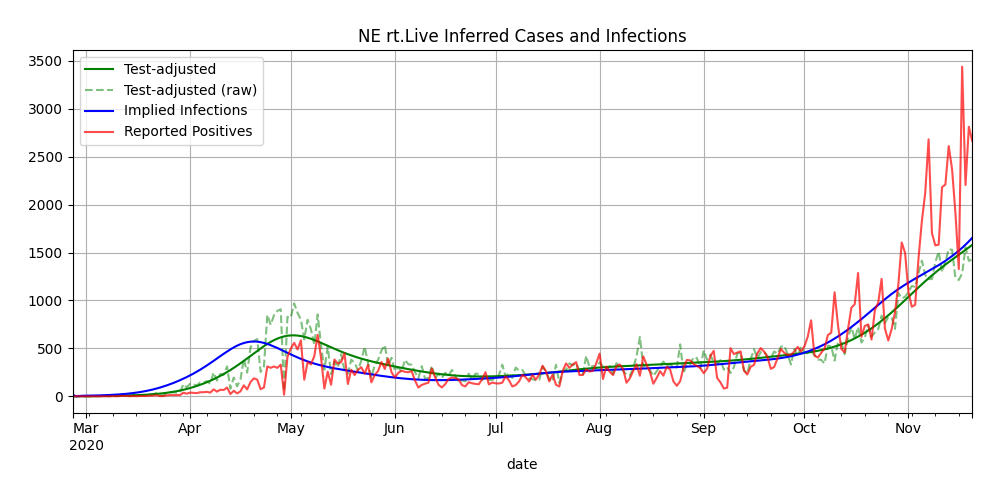 NE rt.Live Inferred Cases and Infections
Test-adjusted
Test-adjusted (raw)
Implied Infections
Reported Positives
3500
3000
2500
2000
1500
1000
500
0
Mar Apr May Jun Jul Aug Sep Oct Nov
2020
date